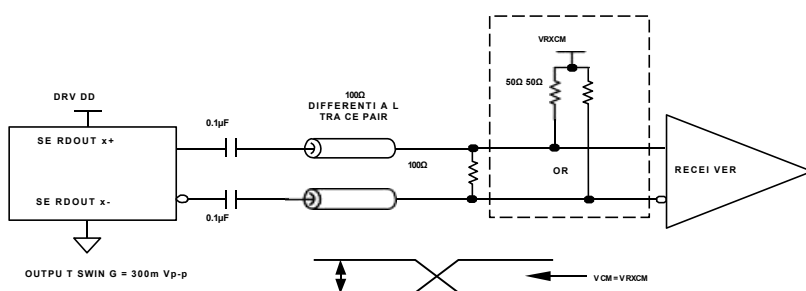 VRXCM
50Ω 50Ω
100Ω
DIFFERENTI A L
TRA CE PAIR
DRV DD
0.1µF
SE RDOUT x+
100Ω
OR
RECEI VER
SE RDOUT x-
0.1µF
OUTPU T SWIN G = 300m Vp-p
V CM = VRXCM